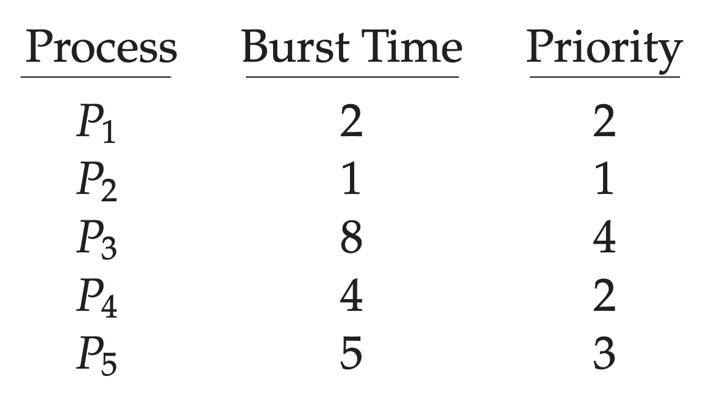 Process Burst Time Priority
P1 2 2
P2 1 1
P3 8 4
P4 4 2
P5 5 3